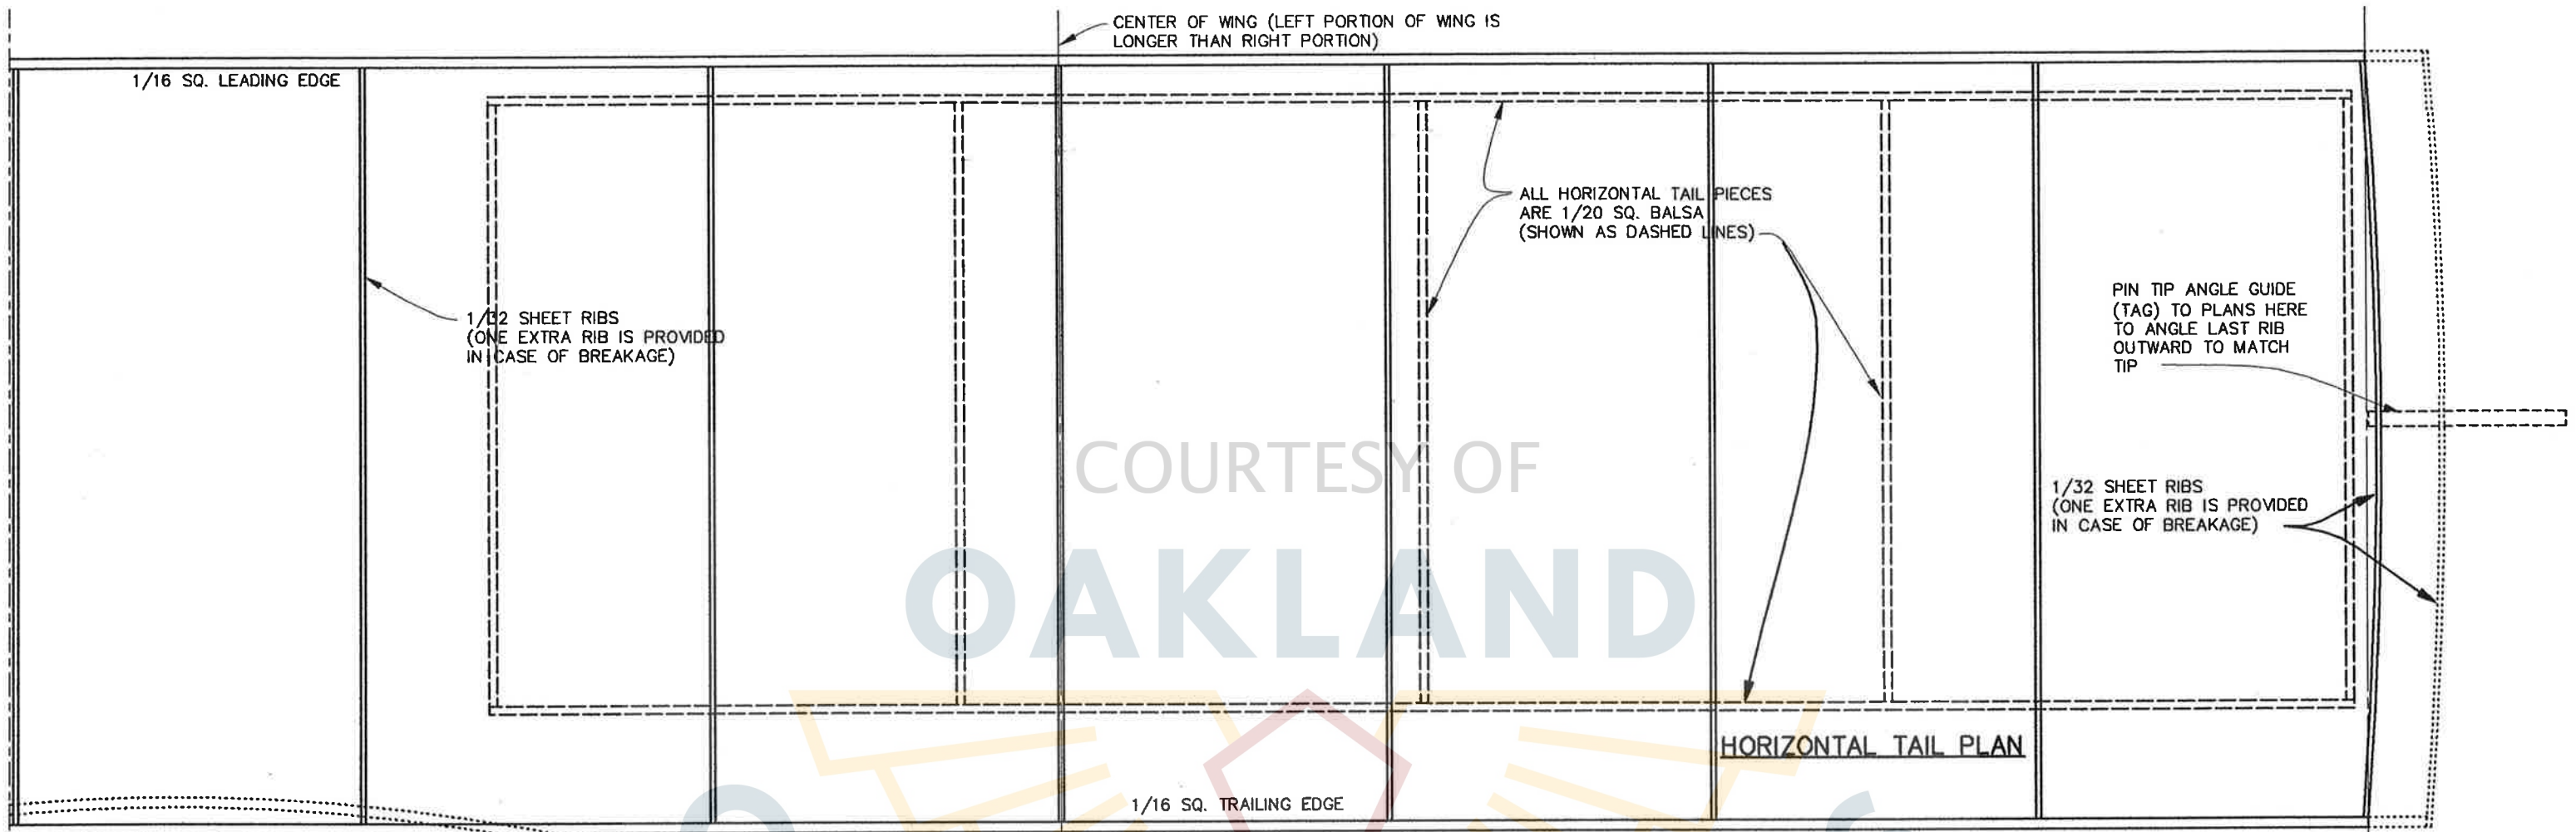 CENTER OF WING (LEFT PORTION OF WING IS
LONGER THAN RIGHT PORTION)
1/16 SQ. LEADING EDGE
ALL HORIZONTAL TAIL PIECES
ARE 1/20 SQ. BALSA
(SHOWN AS DASHED LINES)
1/32 SHEET RIBS
(ONE EXTRA RIB IS PROVIDED
IN CASE OF BREAKAGE)
PIN TIP ANGLE GUIDE
(TAG) TO PLANS HERE
TO ANGLE LAST RIB
OUTWARD TO MATCH
TIP
1/32 SHEET RIBS
(ONE EXTRA RIB IS PROVIDED
IN CASE OF BREAKAGE)
COURTESY OF
OAKLAND
HORIZONTAL TAIL PLAN
1/16 SQ. TRAILING EDGE